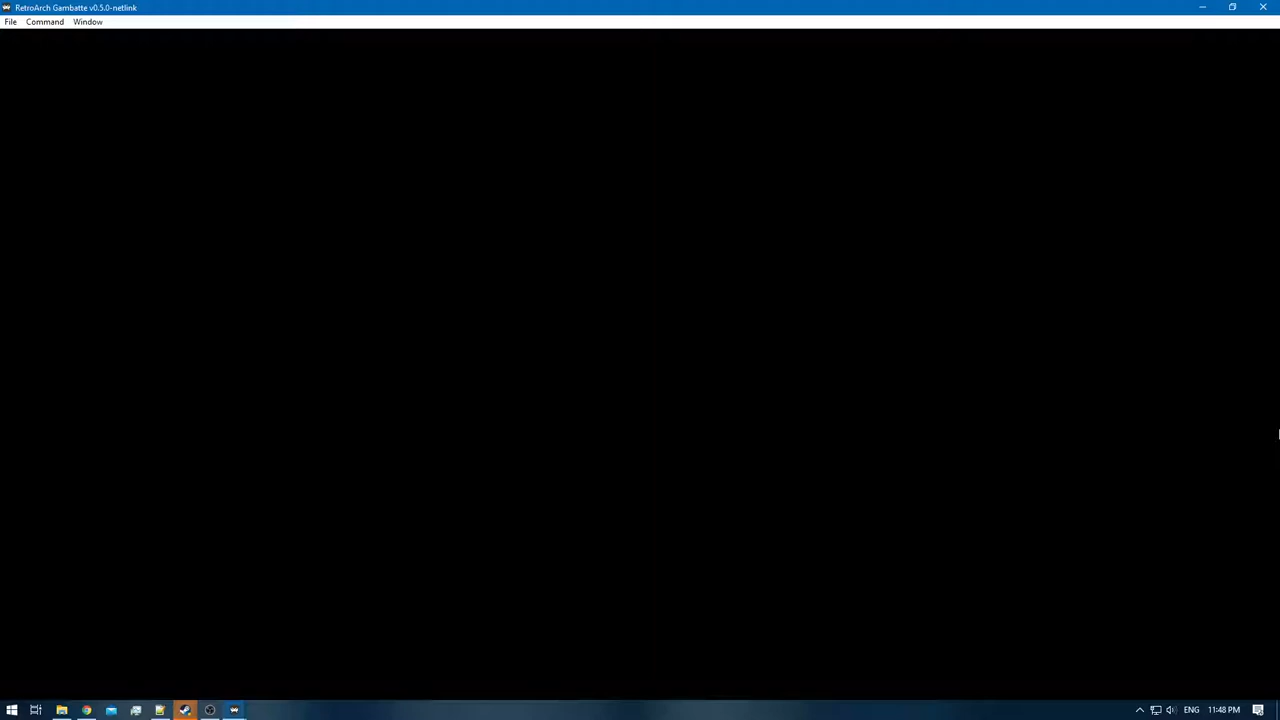 RetroArch Gambatte v0.5.0-netlink
File Command Window
ENG 11:48 PM